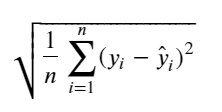 $\sqrt{\frac{1}{n} \sum_{i=1}^{n} (y_i - \hat{y}_i)^2}$